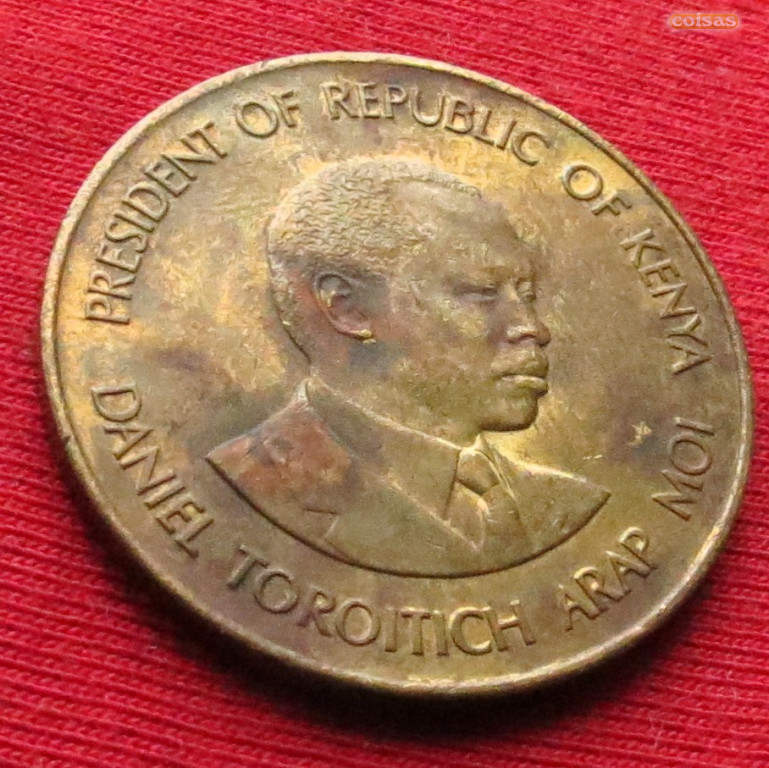 coisas
PRESIDENT OF REPUBLIC OF KENYA
DANIEL TOROITICH ARAP MOI